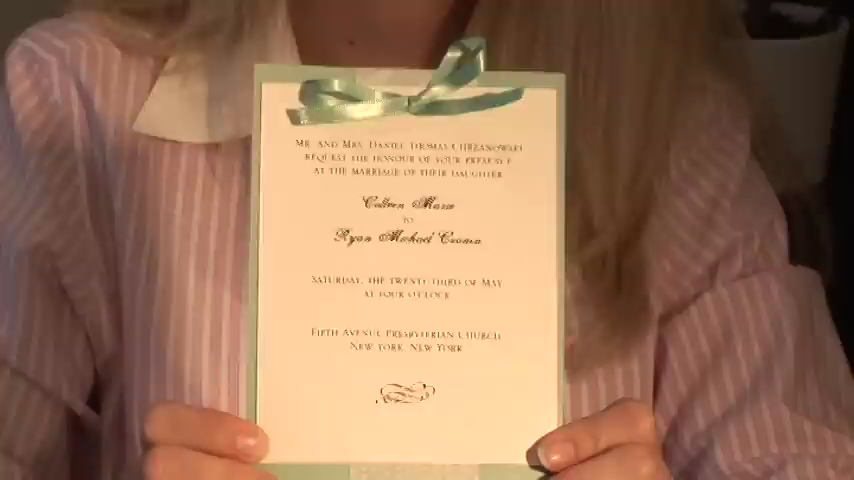 MR. AND MRS. DANIEL THOMAS CHRZANOWSKI
REQUEST THE HONOUR OF YOUR PRESENCE
AT THE MARRIAGE OF THEIR DAUGHTER
Colleen Marie
TO
Ryan Michael
SATURDAY, THE TWENTY THIRD OF MAY
AT FOUR O'CLOCK
FIFTH AVENUE PRESBYTERIAN CHURCH
NEW YORK, NEW YORK